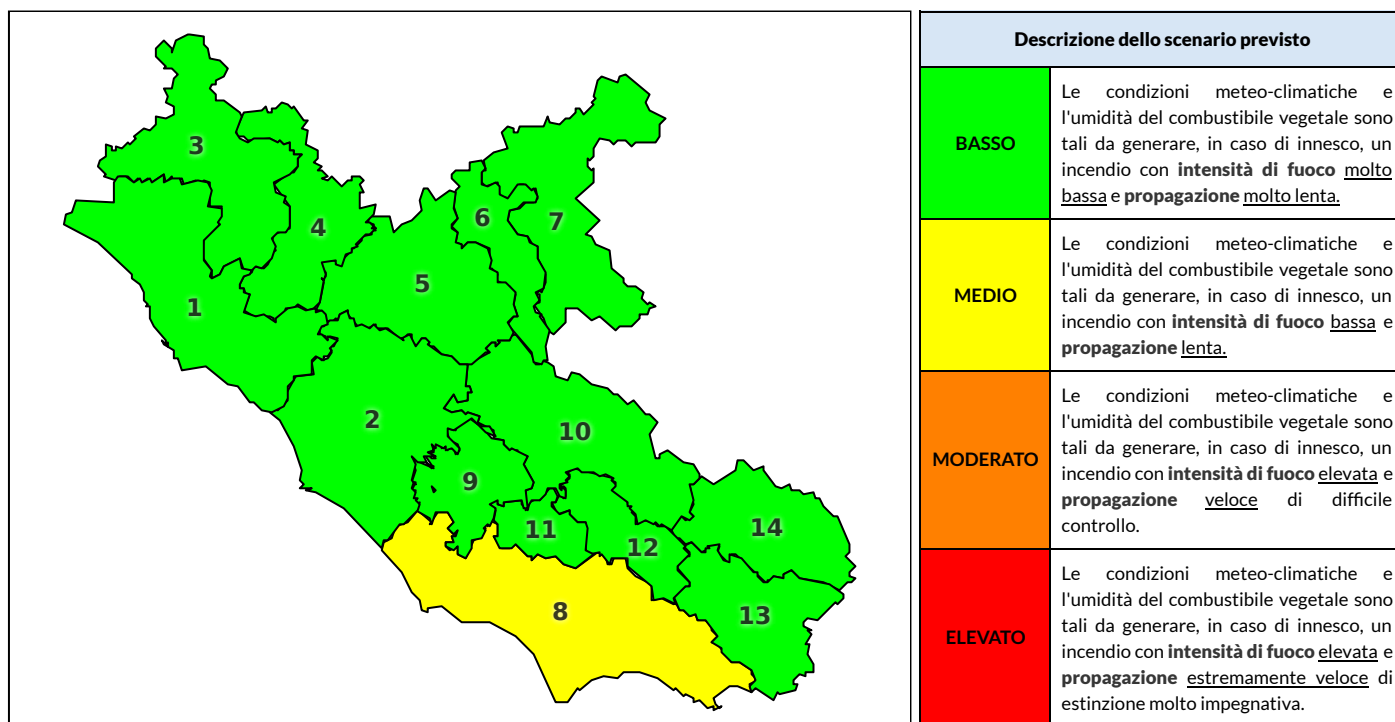 3
4
6
7
5
1
2
10
9
11
12
14
8
13
Descrizione dello scenario previsto
BASSO
Le condizioni meteo-climatiche e
l'umidità del combustibile vegetale sono
tali da generare, in caso di innesco, un
incendio con intensità di fuoco molto
bassa e propagazione molto lenta.
MEDIO
Le condizioni meteo-climatiche e
l'umidità del combustibile vegetale sono
tali da generare, in caso di innesco, un
incendio con intensità di fuoco bassa e
propagazione lenta.
MODERATO
Le condizioni meteo-climatiche e
l'umidità del combustibile vegetale sono
tali da generare, in caso di innesco, un
incendio con intensità di fuoco elevata e
propagazione veloce di difficile
controllo.
ELEVATO
Le condizioni meteo-climatiche e
l'umidità del combustibile vegetale sono
tali da generare, in caso di innesco, un
incendio con intensità di fuoco elevata e
propagazione estremamente veloce di
estinzione molto impegnativa.